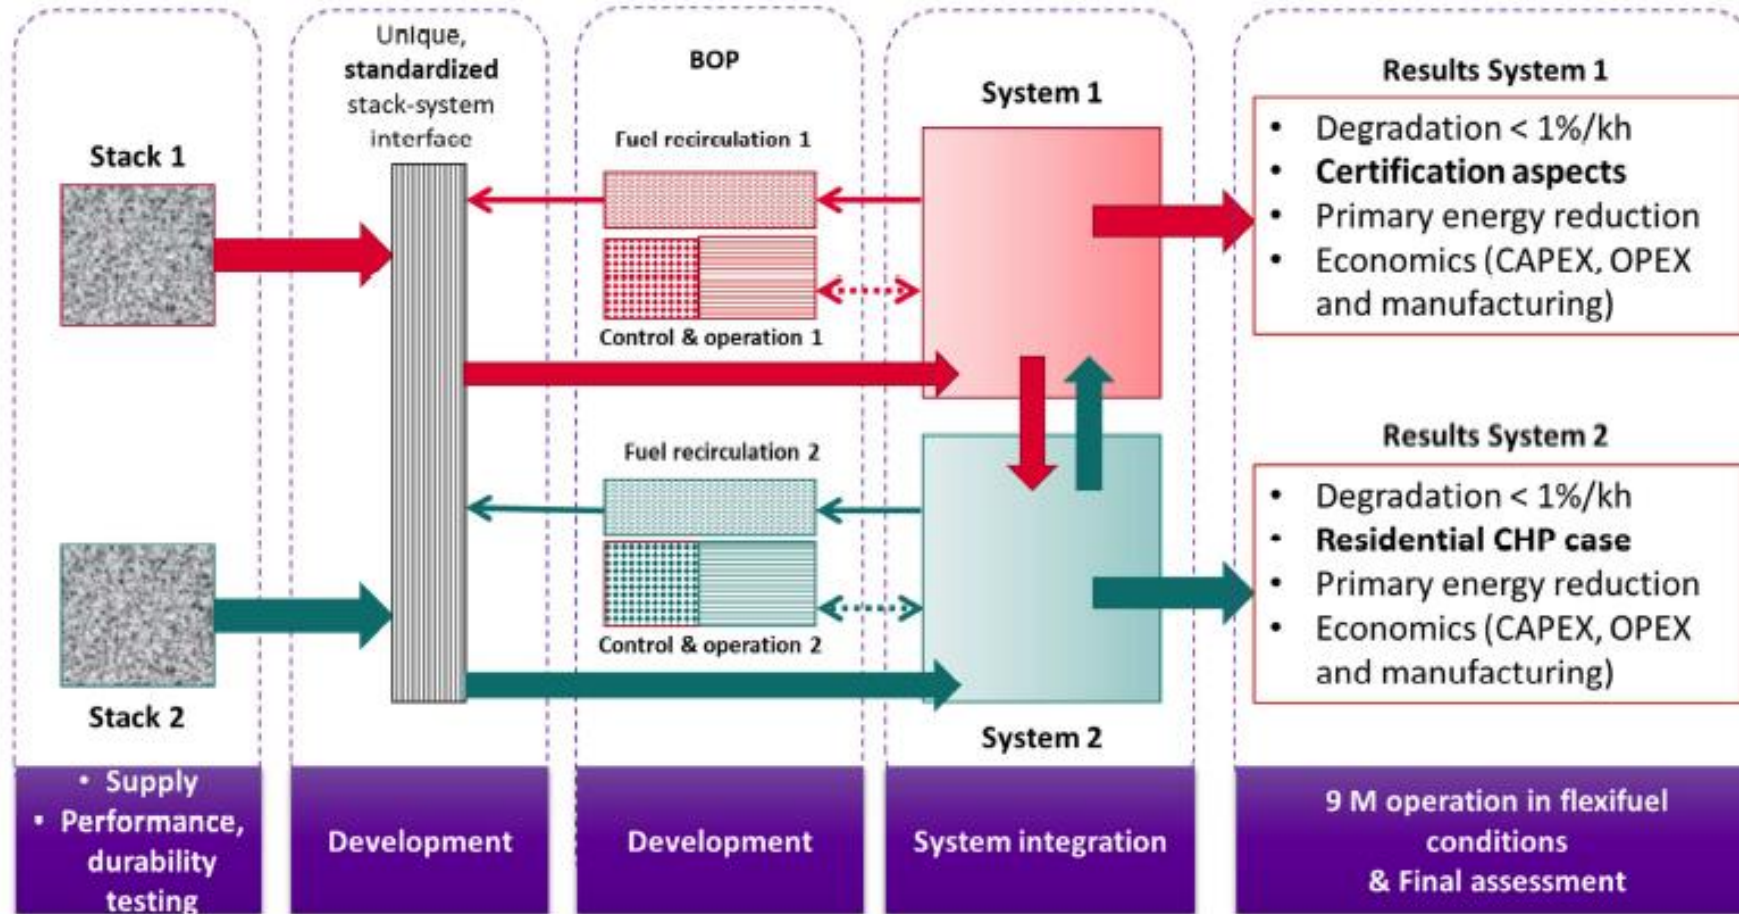 Stack 1
Stack 2
• Supply
• Performance,
durability
testing
Unique,
standardized
stack-system
interface
Development
BOP
Fuel recirculation 1
Control & operation 1
Fuel recirculation 2
Control & operation 2
Development
System 1
System 2
System integration
Results System 1
• Degradation < 1%/kh
• Certification aspects
• Primary energy reduction
• Economics (CAPEX, OPEX
and manufacturing)
Results System 2
• Degradation < 1%/kh
• Residential CHP case
• Primary energy reduction
• Economics (CAPEX, OPEX
and manufacturing)
9 M operation in flexifuel
conditions
& Final assessment